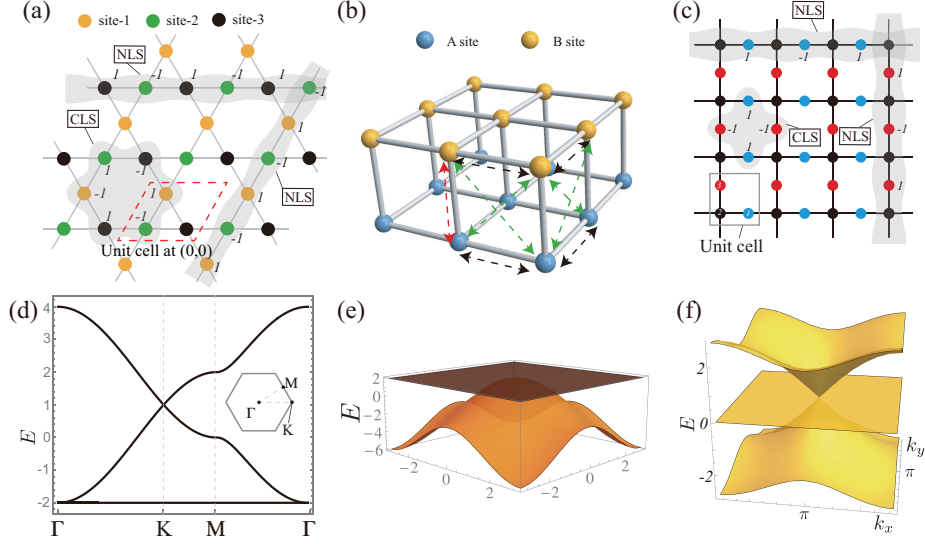 (a)
site-1 site-2 site-3
NLS
1 -1 1 -1 1 -1
CLS
1
-1 1 -1
-1 1
NLS
1 -1 -1 1
Unit cell at (0,0)
(b)
A site B site
(c)
NLS
1 -1 1
1
1
-1 -1 CLS NLS -1
1
3 1
2 1
Unit cell
(d)
4
3
2
1
0
-1
-2
E
Γ K M Γ
M
Γ
K
(e)
2
0
-2
-4
-6
E
-2 0 2 -2 0 2
(f)
2
0
-2
E
π
k_x
k_y
π